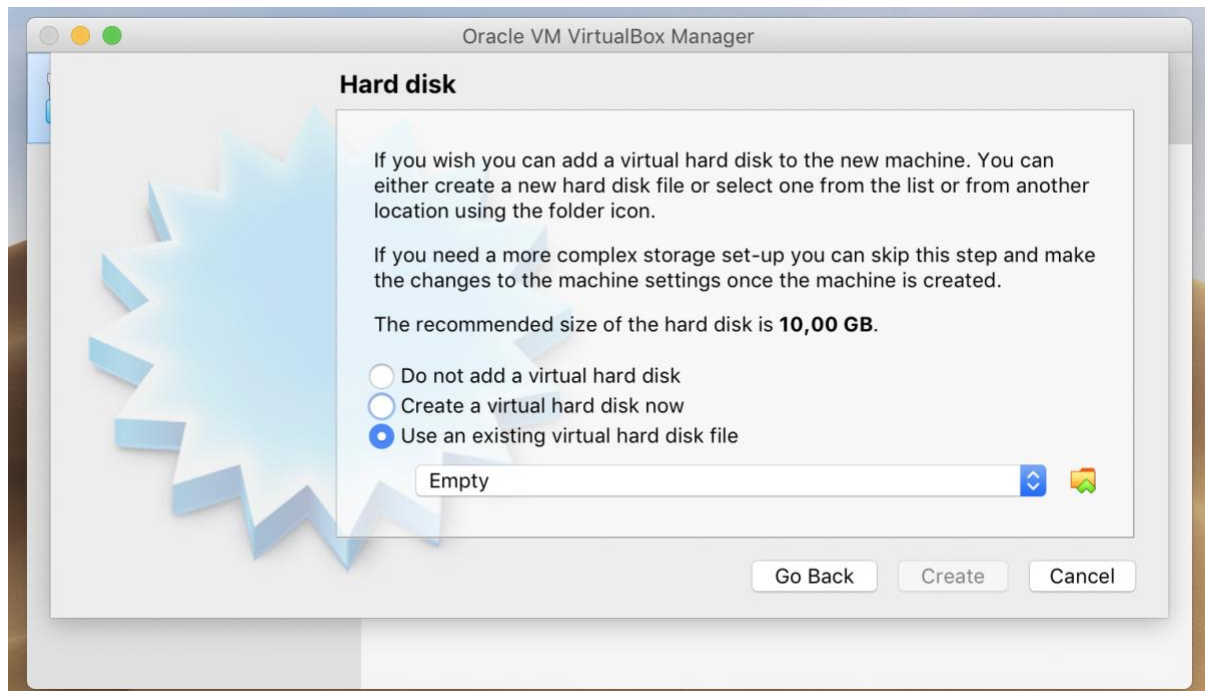 Oracle VM VirtualBox Manager
Hard disk
If you wish you can add a virtual hard disk to the new machine. You can
either create a new hard disk file or select one from the list or from another
location using the folder icon.
If you need a more complex storage set-up you can skip this step and make
the changes to the machine settings once the machine is created.
The recommended size of the hard disk is 10,00 GB.
Do not add a virtual hard disk
Create a virtual hard disk now
Use an existing virtual hard disk file
Empty
Go Back Create Cancel